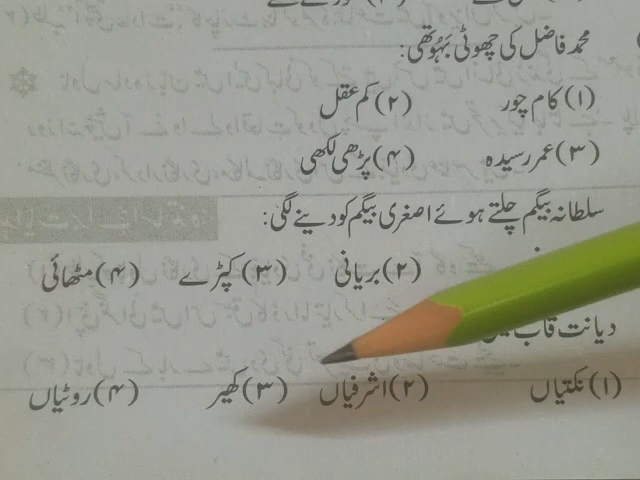 محمد فاضل کی چھوٹی بہو تھی:
(۱) کام چور (۲) کم عقل
(۳) عمر رسیدہ (۴) پڑھی لکھی
سلطانہ بیگم چلتے ہوئے اصغری بیگم کو دینے لگی:
(۲) بریانی (۳) کپڑے (۴) مٹھائی
دیانت قاب میں
(۱) نکتیاں (۲) اشرفیاں (۳) کھیر (۴) روٹیاں